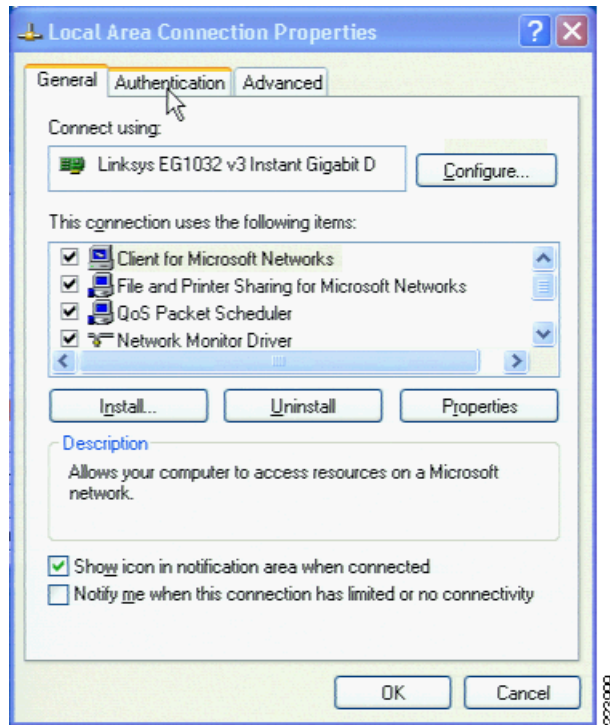 Local Area Connection Properties
General Authentication Advanced
Connect using:
Linksys EG1032 v3 Instant Gigabit D
Configure...
This connection uses the following items:
Client for Microsoft Networks
File and Printer Sharing for Microsoft Networks
QoS Packet Scheduler
Network Monitor Driver
Install... Uninstall Properties
Description
Allows your computer to access resources on a Microsoft
network.
Show icon in notification area when connected
Notify me when this connection has limited or no connectivity
OK Cancel